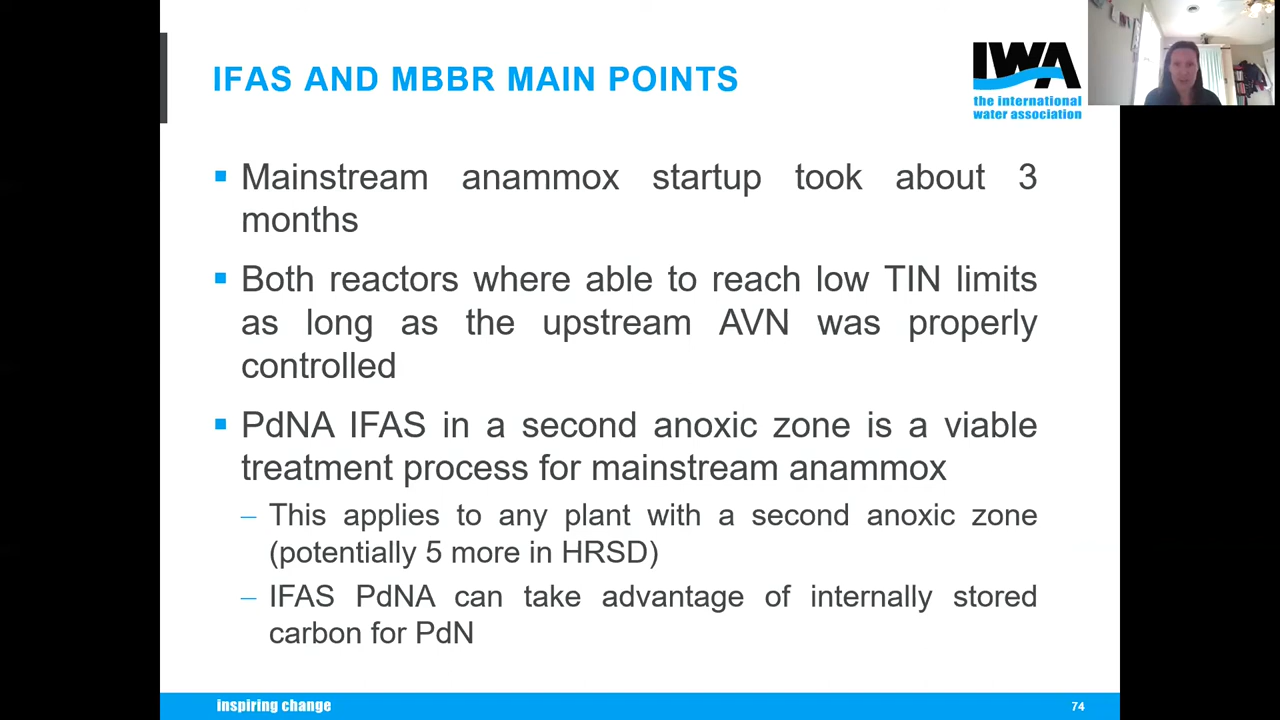 IFAS AND MBBR MAIN POINTS
IWA
the international
water association
▪ Mainstream anammox startup took about 3
months
▪ Both reactors where able to reach low TIN limits
as long as the upstream AVN was properly
controlled
▪ PdNA IFAS in a second anoxic zone is a viable
treatment process for mainstream anammox
– This applies to any plant with a second anoxic zone
(potentially 5 more in HRSD)
– IFAS PdNA can take advantage of internally stored
carbon for PdN
inspiring change
74